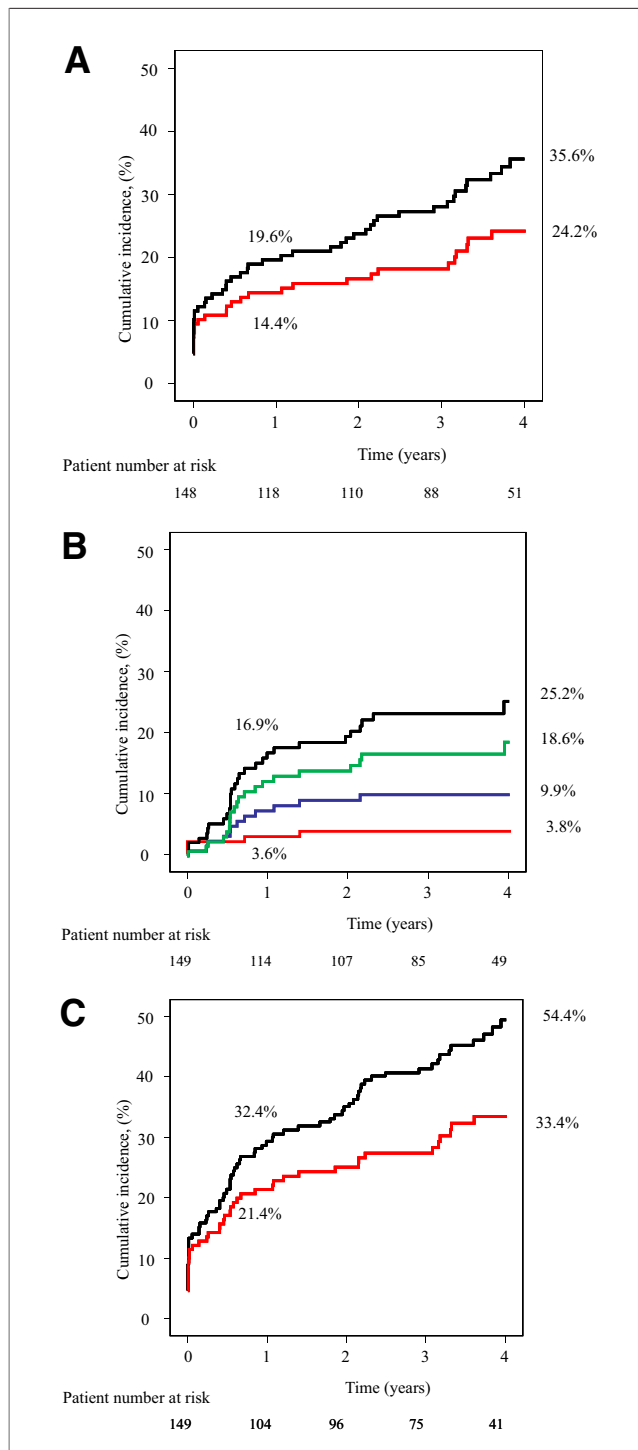 A
50
40
30
20
10
0
Cumulative incidence, (%)
35.6%
24.2%
19.6%
14.4%
0 1 2 3 4
Time (years)
Patient number at risk
148 118 110 88 51
B
50
40
30
20
10
0
Cumulative incidence, (%)
25.2%
18.6%
9.9%
3.8%
16.9%
3.6%
0 1 2 3 4
Time (years)
Patient number at risk
149 114 107 85 49
C
50
40
30
20
10
0
Cumulative incidence, (%)
54.4%
33.4%
32.4%
21.4%
0 1 2 3 4
Time (years)
Patient number at risk
149 104 96 75 41